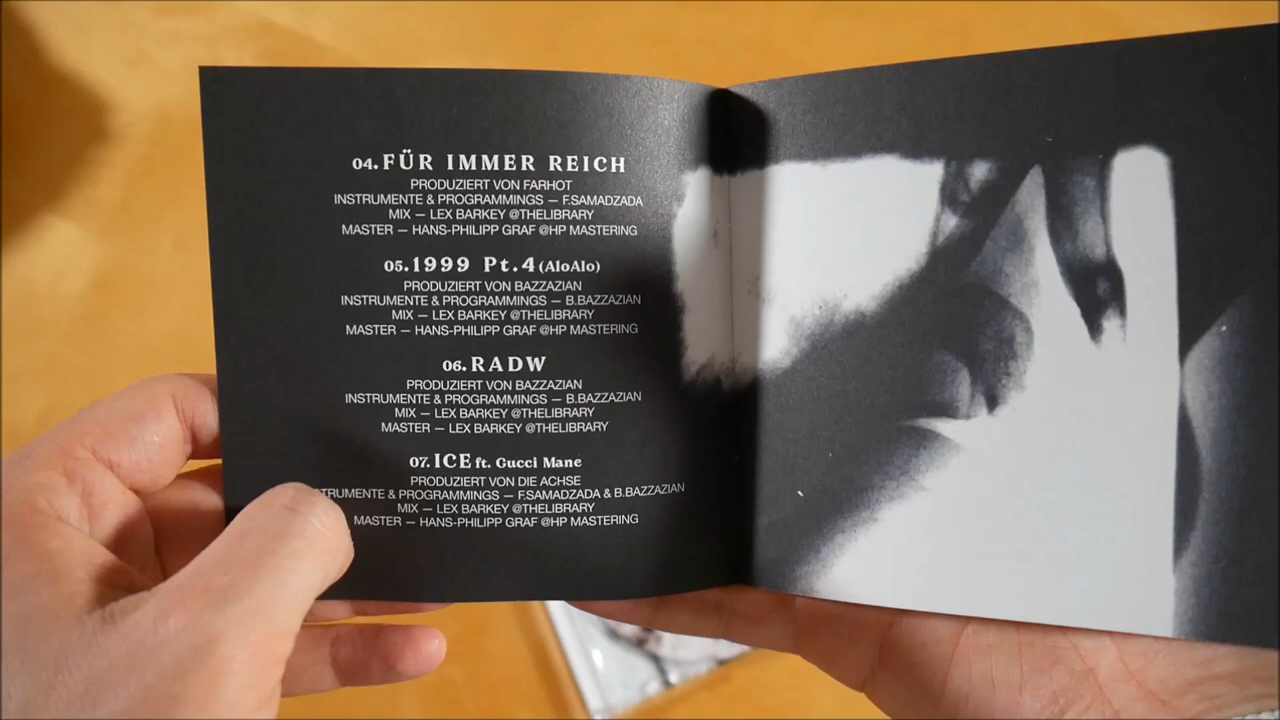 04. FÜR IMMER REICH
PRODUZIERT VON FARHOT
INSTRUMENTE & PROGRAMMINGS — F.SAMADZADA
MIX — LEX BARKEY @THELIBRARY
MASTER — HANS-PHILIPP GRAF @HP MASTERING
05. 1999 Pt.4 (AloAlo)
PRODUZIERT VON BAZZAZIAN
INSTRUMENTE & PROGRAMMINGS — B.BAZZAZIAN
MIX — LEX BARKEY @THELIBRARY
MASTER — HANS-PHILIPP GRAF @HP MASTERING
06. RADW
PRODUZIERT VON BAZZAZIAN
INSTRUMENTE & PROGRAMMINGS — B.BAZZAZIAN
MIX — LEX BARKEY @THELIBRARY
MASTER — LEX BARKEY @THELIBRARY
07. ICE ft. Gucci Mane
PRODUZIERT VON DIE ACHSE
STRUMENTE & PROGRAMMINGS — F.SAMADZADA & B.BAZZAZIAN
MIX — LEX BARKEY @THELIBRARY
MASTER — HANS-PHILIPP GRAF @HP MASTERING